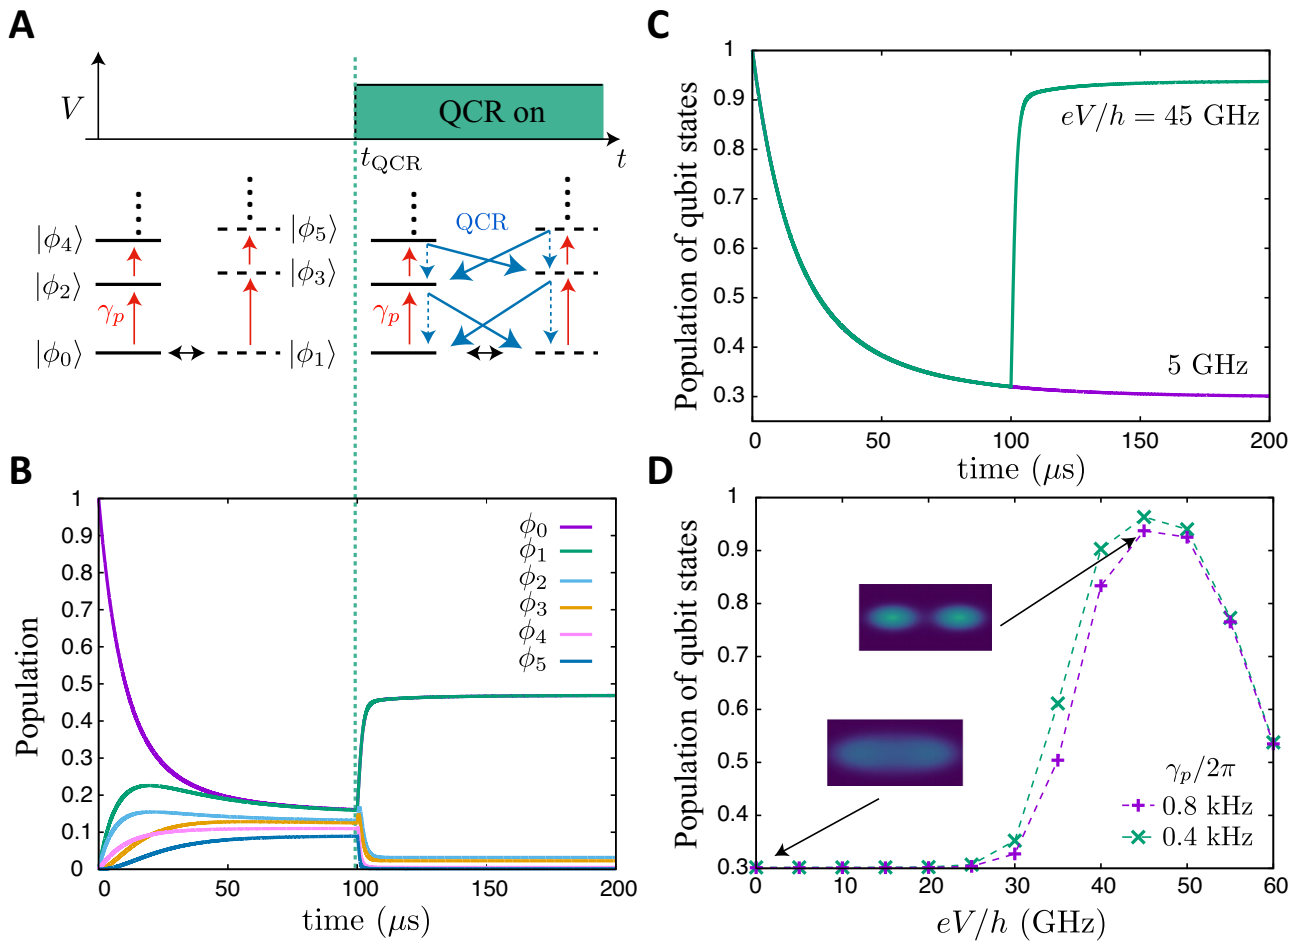 A
V
QCR on
t_QCR
t
|ϕ₄⟩
|ϕ₅⟩
QCR
|ϕ₂⟩
|ϕ₃⟩
γₚ
γₚ
|ϕ₀⟩
|ϕ₁⟩
B
1
0.9
0.8
0.7
0.6
0.5
0.4
0.3
0.2
0.1
0
Population
ϕ₀
ϕ₁
ϕ₂
ϕ₃
ϕ₄
ϕ₅
0 50 100 150 200
time (μs)
C
1
0.9
0.8
0.7
0.6
0.5
0.4
0.3
Population of qubit states
eV/h = 45 GHz
5 GHz
0 50 100 150 200
time (μs)
D
1
0.9
0.8
0.7
0.6
0.5
0.4
0.3
Population of qubit states
γₚ/2π
0.8 kHz
0.4 kHz
0 10 20 30 40 50 60
eV/h (GHz)